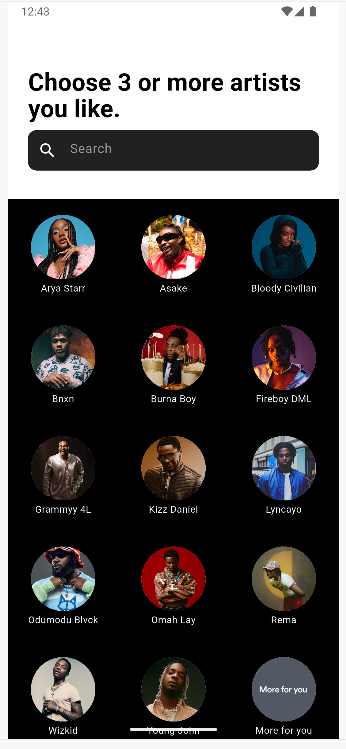 12:43
Choose 3 or more artists
you like.
Search
Arya Starr
Asake
Bloody Civilian
Bnxn
Burna Boy
Fireboy DML
Grammyy 4L
Kizz Daniel
Lyncayo
Odumodu Blvck
Omah Lay
Rema
More for you
Wizkid
Young John
More for you